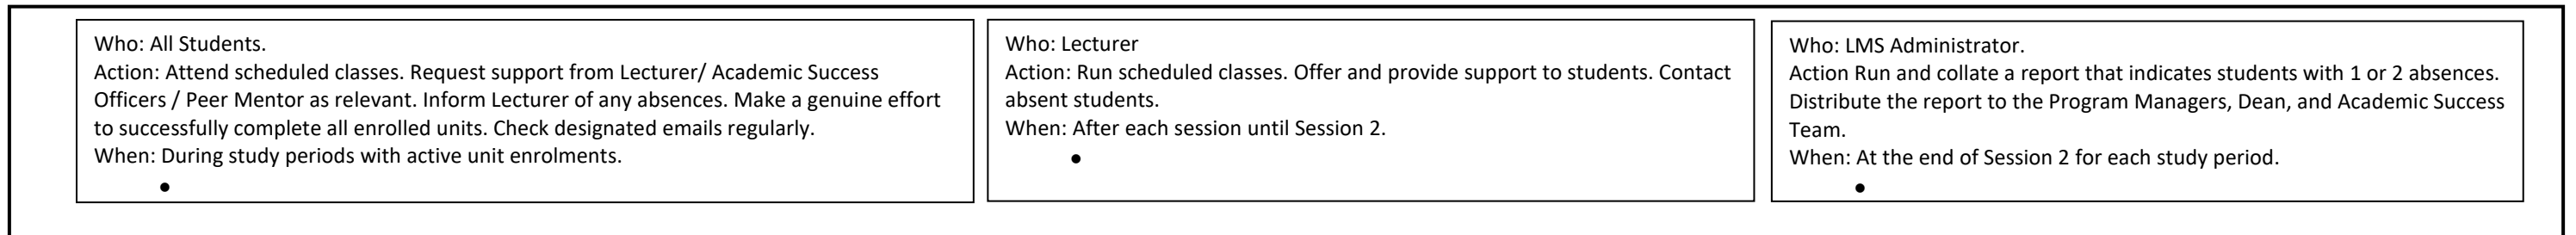 Who: All Students.
Action: Attend scheduled classes. Request support from Lecturer/ Academic Success
Officers / Peer Mentor as relevant. Inform Lecturer of any absences. Make a genuine effort
to successfully complete all enrolled units. Check designated emails regularly.
When: During study periods with active unit enrolments.
•
Who: Lecturer
Action: Run scheduled classes. Offer and provide support to students. Contact
absent students.
When: After each session until Session 2.
•
Who: LMS Administrator.
Action Run and collate a report that indicates students with 1 or 2 absences.
Distribute the report to the Program Managers, Dean, and Academic Success
Team.
When: At the end of Session 2 for each study period.
•